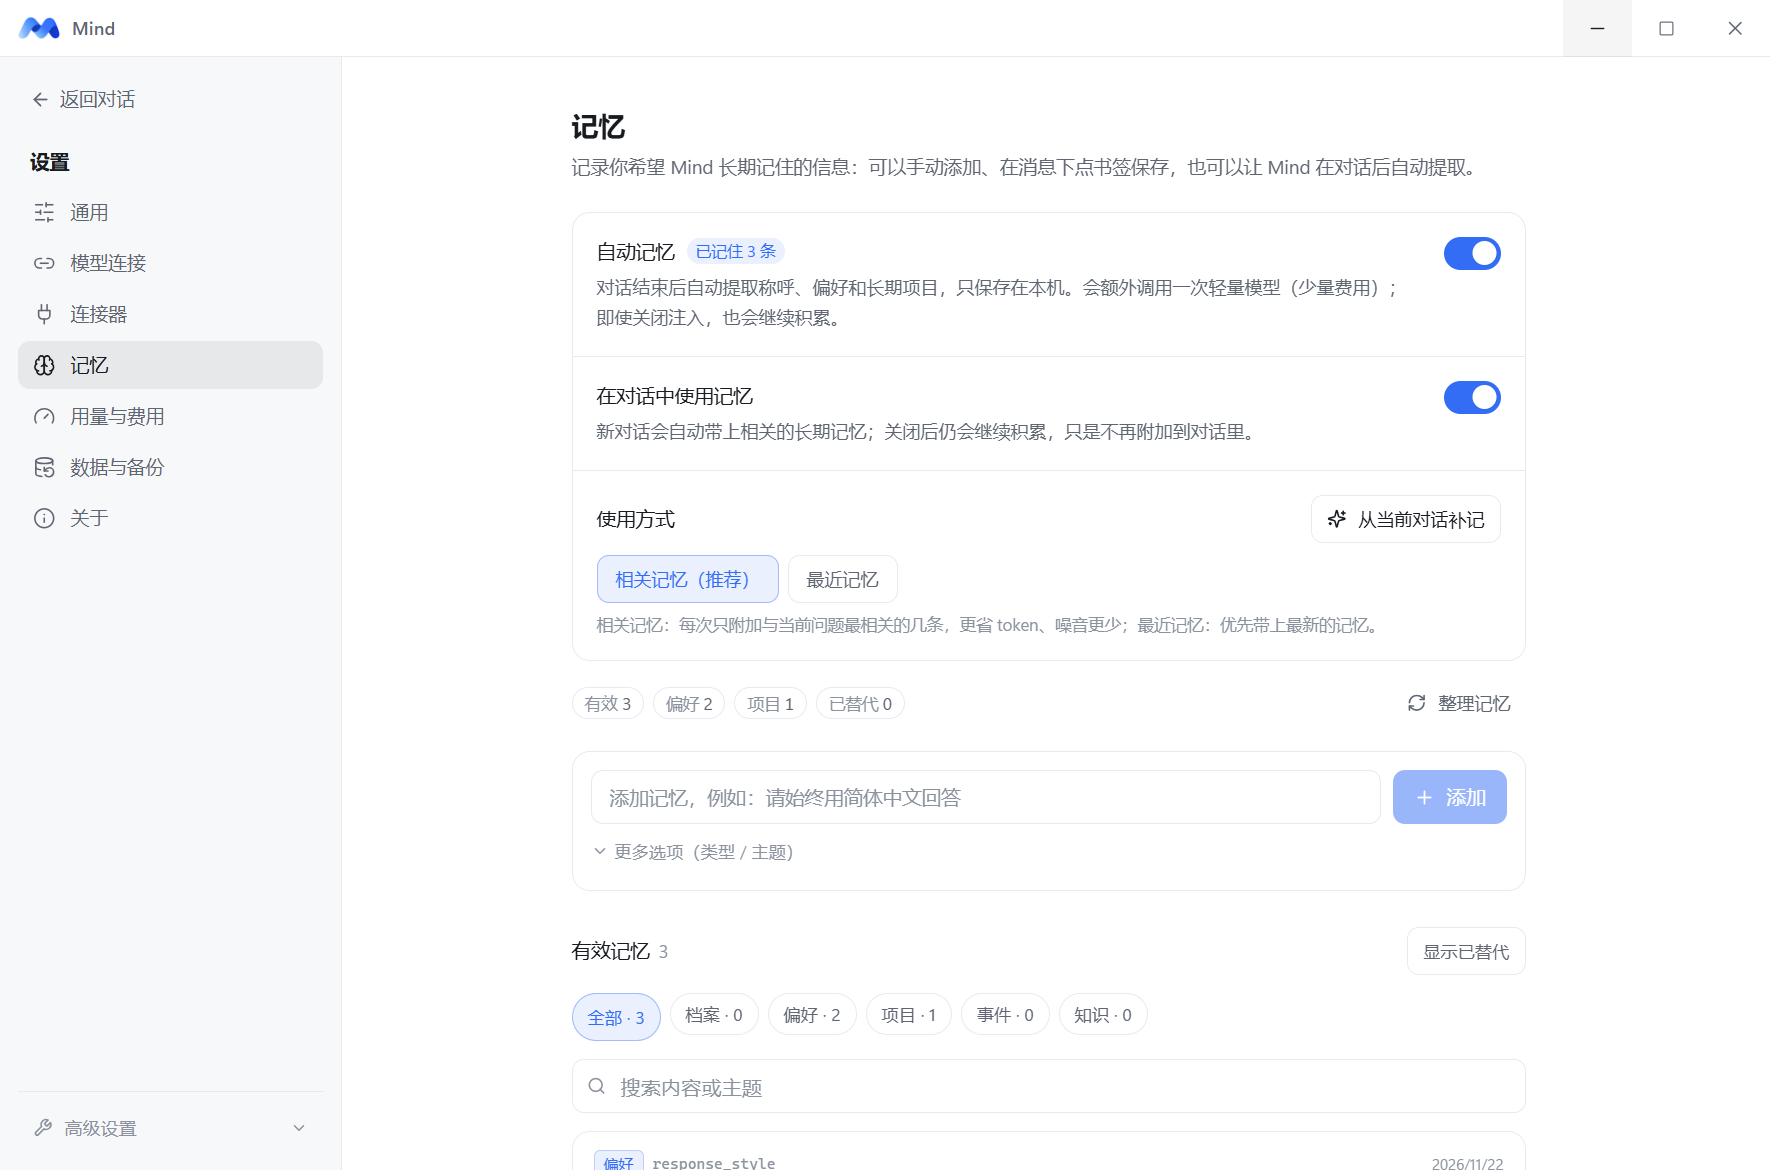 Mind
返回对话
设置
通用
模型连接
连接器
记忆
用量与费用
数据与备份
关于
高级设置
记忆
记录你希望 Mind 长期记住的信息：可以手动添加、在消息下点书签保存，也可以让 Mind 在对话后自动提取。
自动记忆 已记住 3 条
对话结束后自动提取称呼、偏好和长期项目，只保存在本机。会额外调用一次轻量模型（少量费用）；
即使关闭注入，也会继续积累。
在对话中使用记忆
新对话会自动带上相关的长期记忆；关闭后仍会继续积累，只是不再附加到对话里。
使用方式 从当前对话补记
相关记忆（推荐） 最近记忆
相关记忆：每次只附加与当前问题最相关的几条，更省 token、噪音更少；最近记忆：优先带上最新的记忆。
有效 3 偏好 2 项目 1 已替代 0 整理记忆
添加记忆，例如：请始终用简体中文回答 添加
更多选项（类型 / 主题）
有效记忆 3 显示已替代
全部 · 3 档案 · 0 偏好 · 2 项目 · 1 事件 · 0 知识 · 0
搜索内容或主题
偏好 response_style 2026/11/22